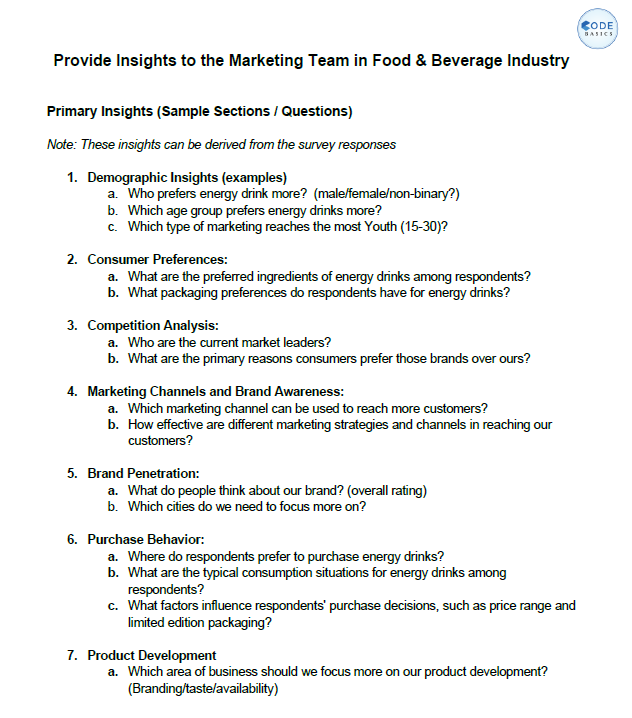 CODE
BASICS
Provide Insights to the Marketing Team in Food & Beverage Industry
Primary Insights (Sample Sections / Questions)
Note: These insights can be derived from the survey responses
1. Demographic Insights (examples)
a. Who prefers energy drink more? (male/female/non-binary?)
b. Which age group prefers energy drinks more?
c. Which type of marketing reaches the most Youth (15-30)?
2. Consumer Preferences:
a. What are the preferred ingredients of energy drinks among respondents?
b. What packaging preferences do respondents have for energy drinks?
3. Competition Analysis:
a. Who are the current market leaders?
b. What are the primary reasons consumers prefer those brands over ours?
4. Marketing Channels and Brand Awareness:
a. Which marketing channel can be used to reach more customers?
b. How effective are different marketing strategies and channels in reaching our
customers?
5. Brand Penetration:
a. What do people think about our brand? (overall rating)
b. Which cities do we need to focus more on?
6. Purchase Behavior:
a. Where do respondents prefer to purchase energy drinks?
b. What are the typical consumption situations for energy drinks among
respondents?
c. What factors influence respondents' purchase decisions, such as price range and
limited edition packaging?
7. Product Development
a. Which area of business should we focus more on our product development?
(Branding/taste/availability)